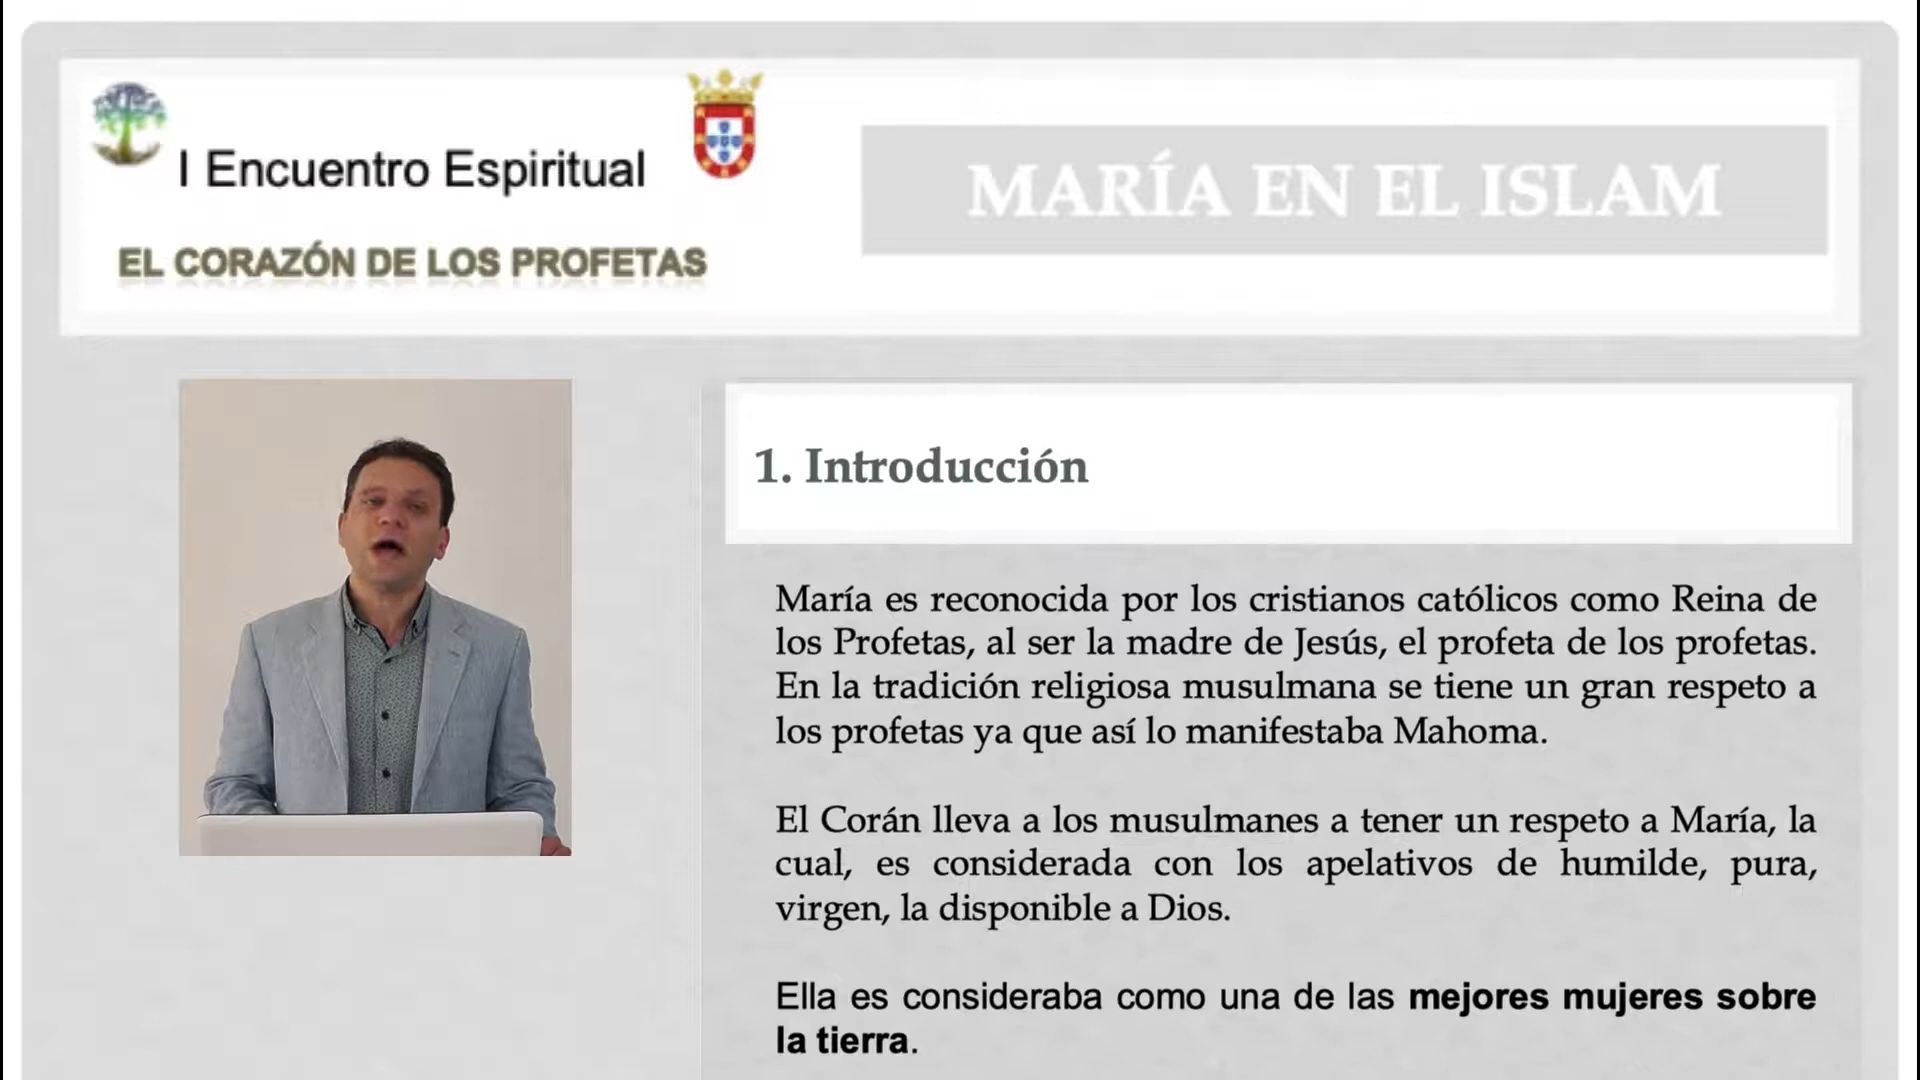 I Encuentro Espiritual
EL CORAZÓN DE LOS PROFETAS
MARÍA EN EL ISLAM
1. Introducción
María es reconocida por los cristianos católicos como Reina de
los Profetas, al ser la madre de Jesús, el profeta de los profetas.
En la tradición religiosa musulmana se tiene un gran respeto a
los profetas ya que así lo manifestaba Mahoma.
El Corán lleva a los musulmanes a tener un respeto a María, la
cual, es considerada con los apelativos de humilde, pura,
virgen, la disponible a Dios.
Ella es consideraba como una de las mejores mujeres sobre
la tierra.